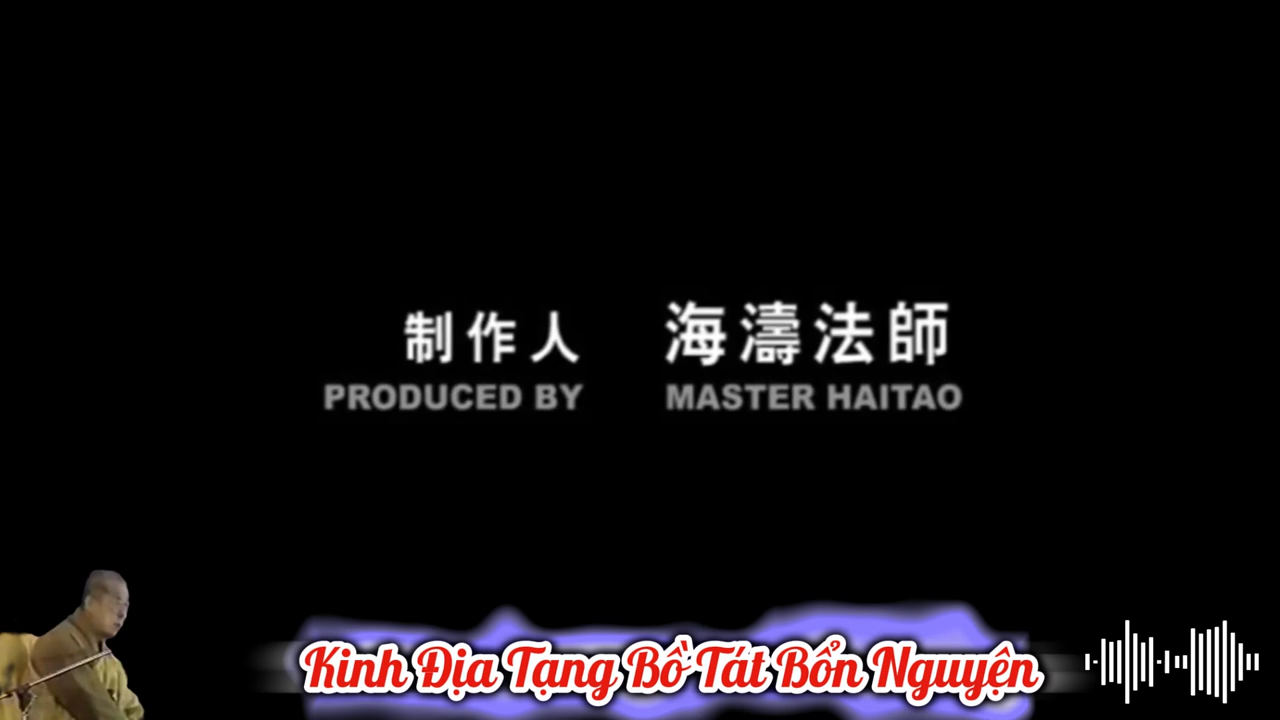 制作人 海濤法師
PRODUCED BY MASTER HAITAO
Kinh Địa Tạng Bồ Tát Bổn Nguyện